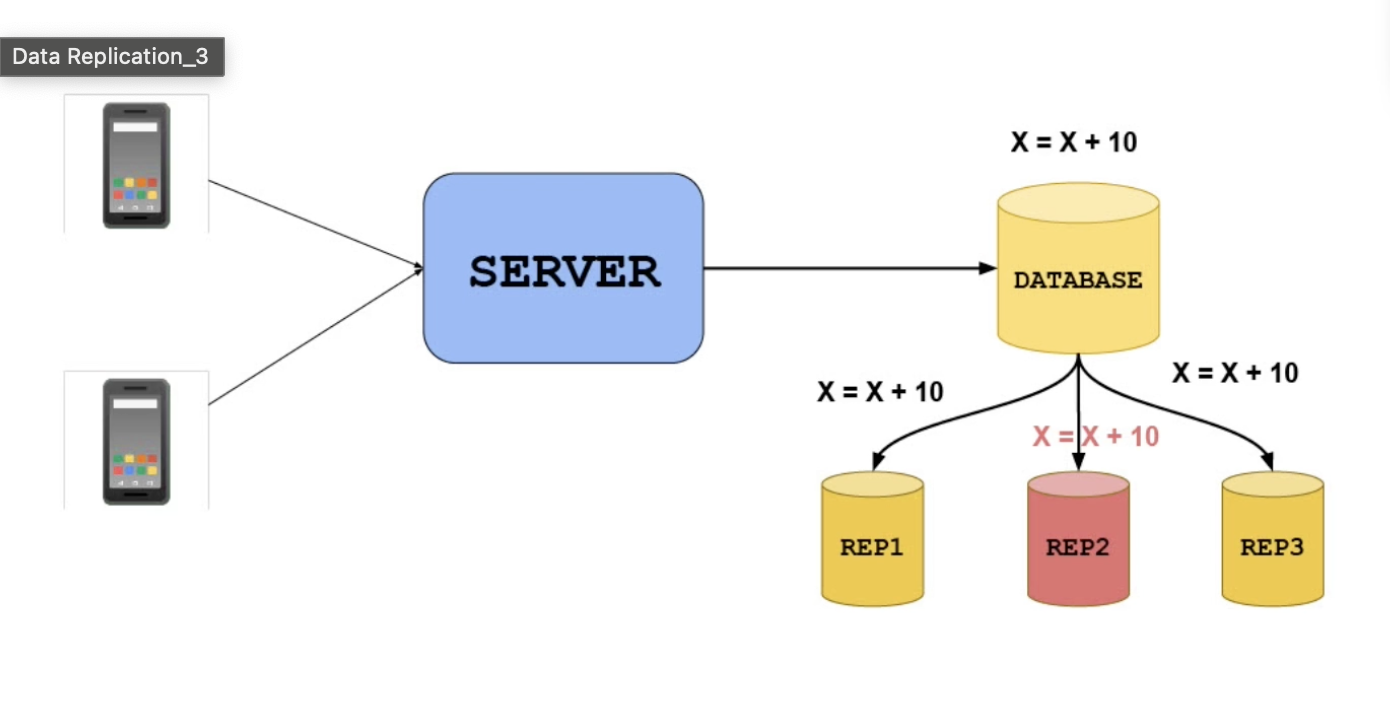 Data Replication_3
X = X + 10
SERVER
DATABASE
X = X + 10
X = X + 10
X = X + 10
REP1
REP2
REP3